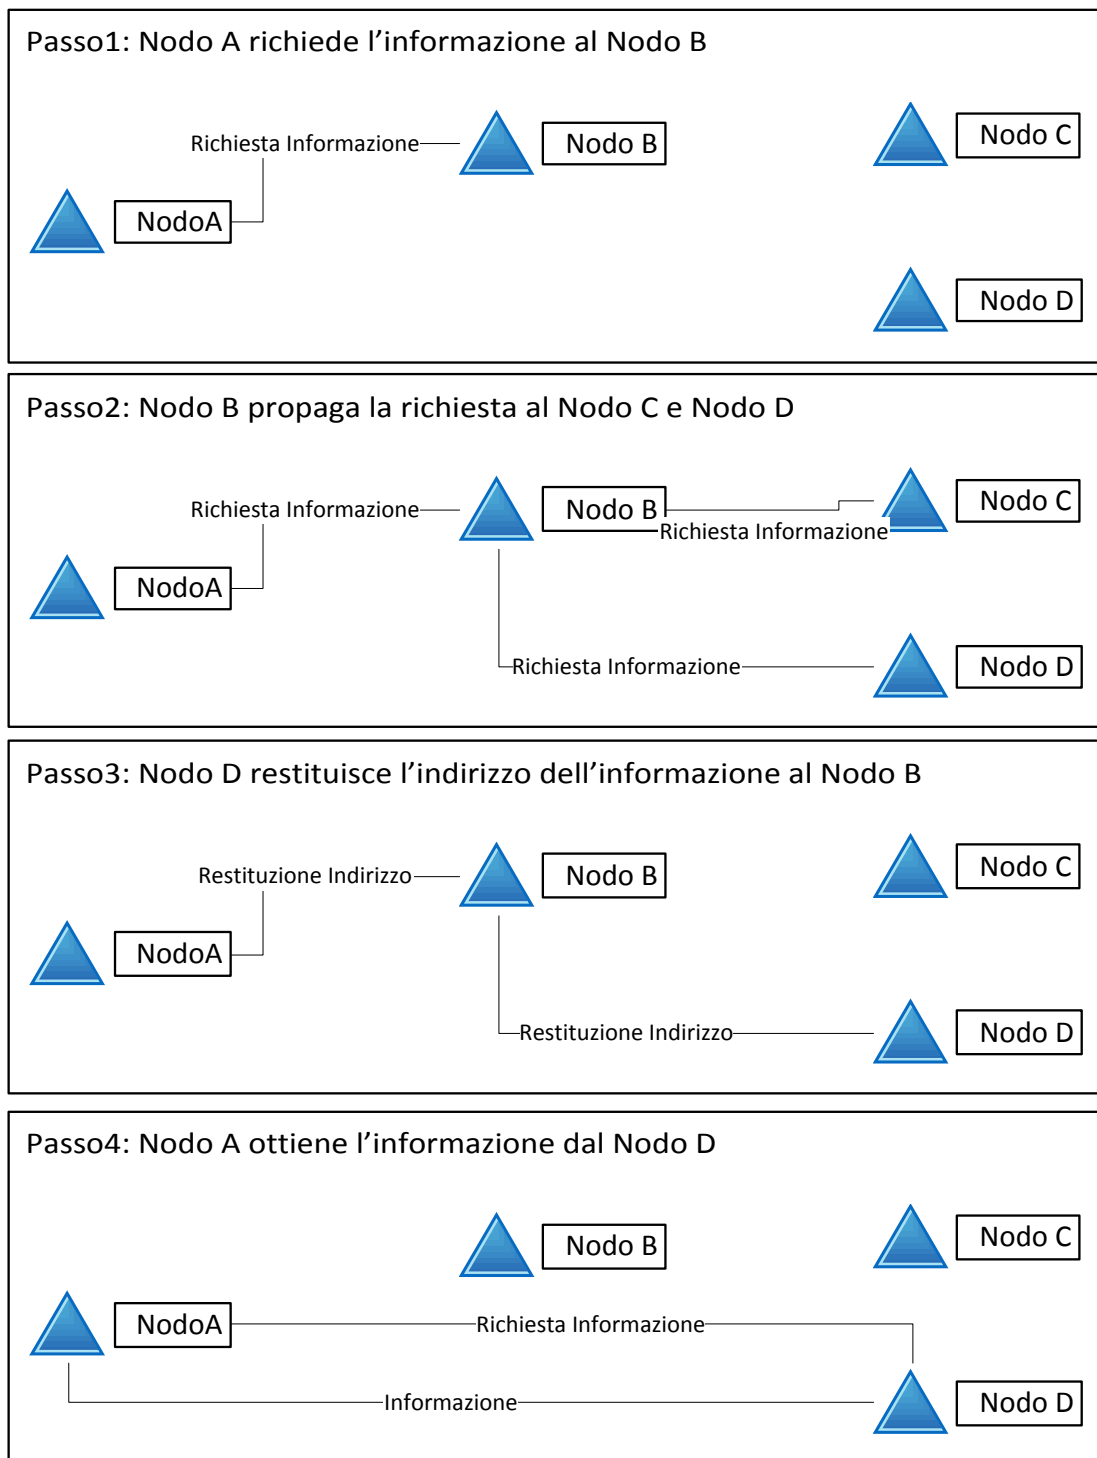 Passo1: Nodo A richiede l’informazione al Nodo B
Richiesta Informazione
Nodo B
Nodo C
NodoA
Nodo D
Passo2: Nodo B propaga la richiesta al Nodo C e Nodo D
Richiesta Informazione
Nodo B
Nodo C
Richiesta Informazione
NodoA
Richiesta Informazione
Nodo D
Passo3: Nodo D restituisce l’indirizzo dell’informazione al Nodo B
Restituzione Indirizzo
Nodo B
Nodo C
NodoA
Restituzione Indirizzo
Nodo D
Passo4: Nodo A ottiene l’informazione dal Nodo D
Nodo B
Nodo C
NodoA
Richiesta Informazione
Informazione
Nodo D